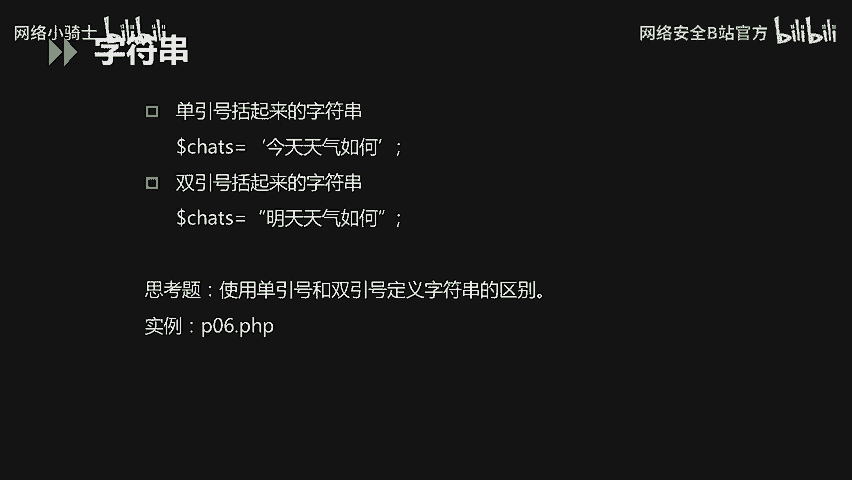 网络小骑士 bilibili
网络安全B站官方 bilibili
字符串
单引号括起来的字符串
$chats=‘今天天气如何’;
双引号括起来的字符串
$chats=“明天天气如何”;
思考题：使用单引号和双引号定义字符串的区别。
实例：p06.php